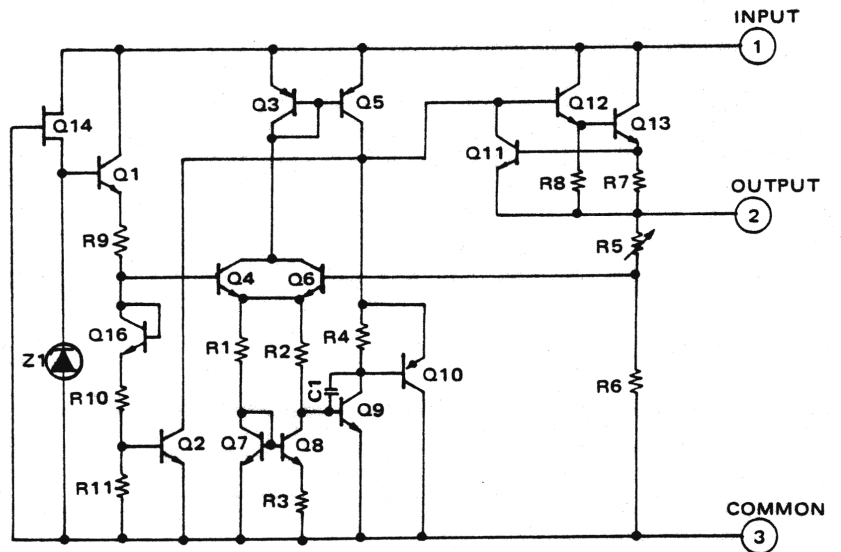 INPUT
1
Q3
Q5
Q12
Q14
Q13
Q1
Q11
R8
R7
OUTPUT
2
R9
R5
Q4
Q6
Q16
R1
R2
R4
Z1
Q10
R10
C1
R6
Q9
Q2
Q7
Q8
R11
R3
COMMON
3